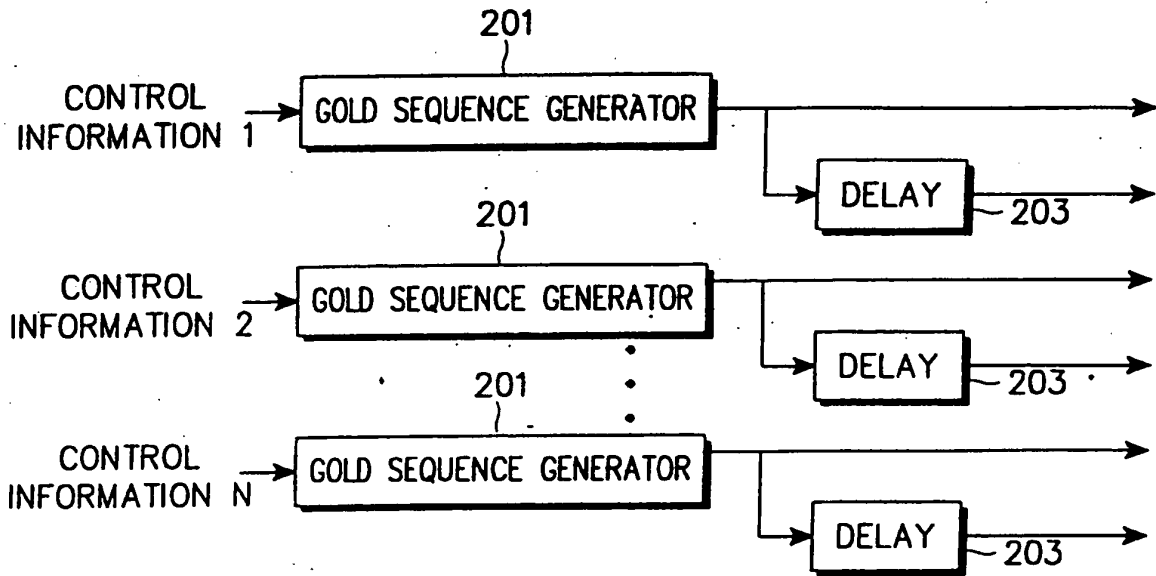 201
CONTROL
INFORMATION 1
GOLD SEQUENCE GENERATOR
DELAY
203
201
CONTROL
INFORMATION 2
GOLD SEQUENCE GENERATOR
DELAY
203
201
CONTROL
INFORMATION N
GOLD SEQUENCE GENERATOR
DELAY
203